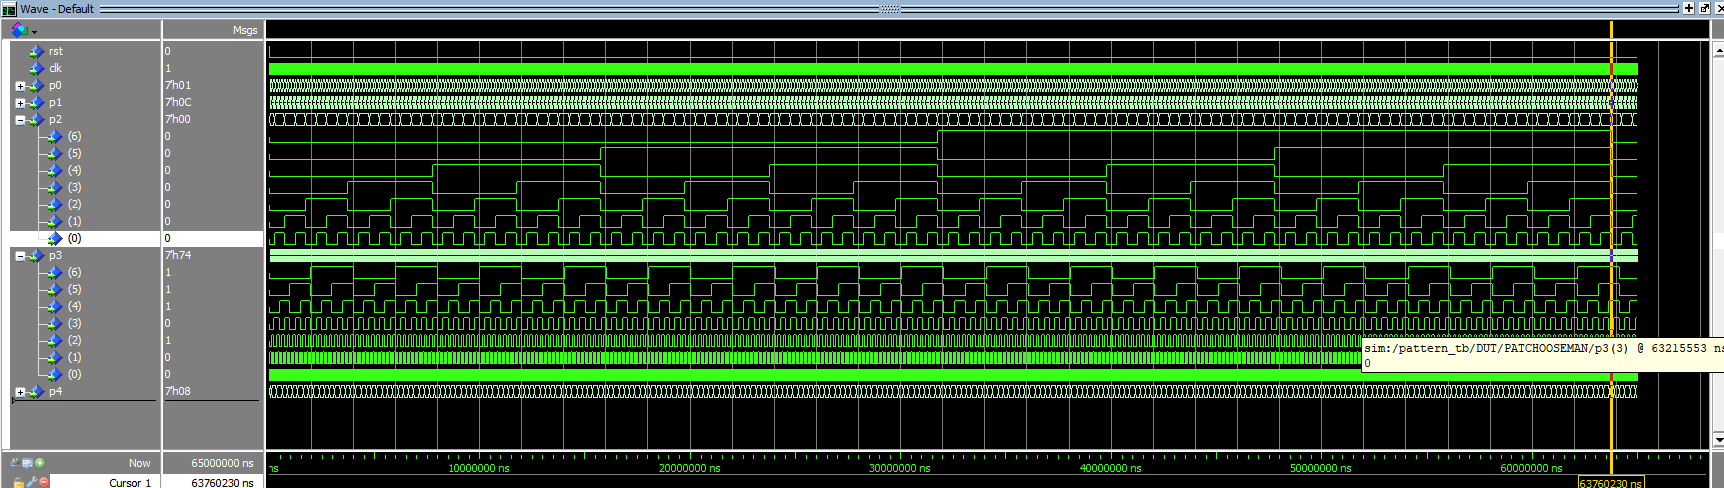 Wave - Default
Msgs
rst 0
clk 1
p0 7'h01
p1 7'h0C
p2 7'h00
(6) 0
(5) 0
(4) 0
(3) 0
(2) 0
(1) 0
(0) 0
p3 7'h74
(6) 1
(5) 1
(4) 1
(3) 0
(2) 1
(1) 0
sim:/pattern_tb/DUT/PATCHOOSEMAN/p3(3) @ 63215553 ns
0
(0) 0
p4 7'h08
Now 65000000 ns
ns 10000000 ns 20000000 ns 30000000 ns 40000000 ns 50000000 ns 60000000 ns
Cursor 1 63760230 ns
63760230 ns